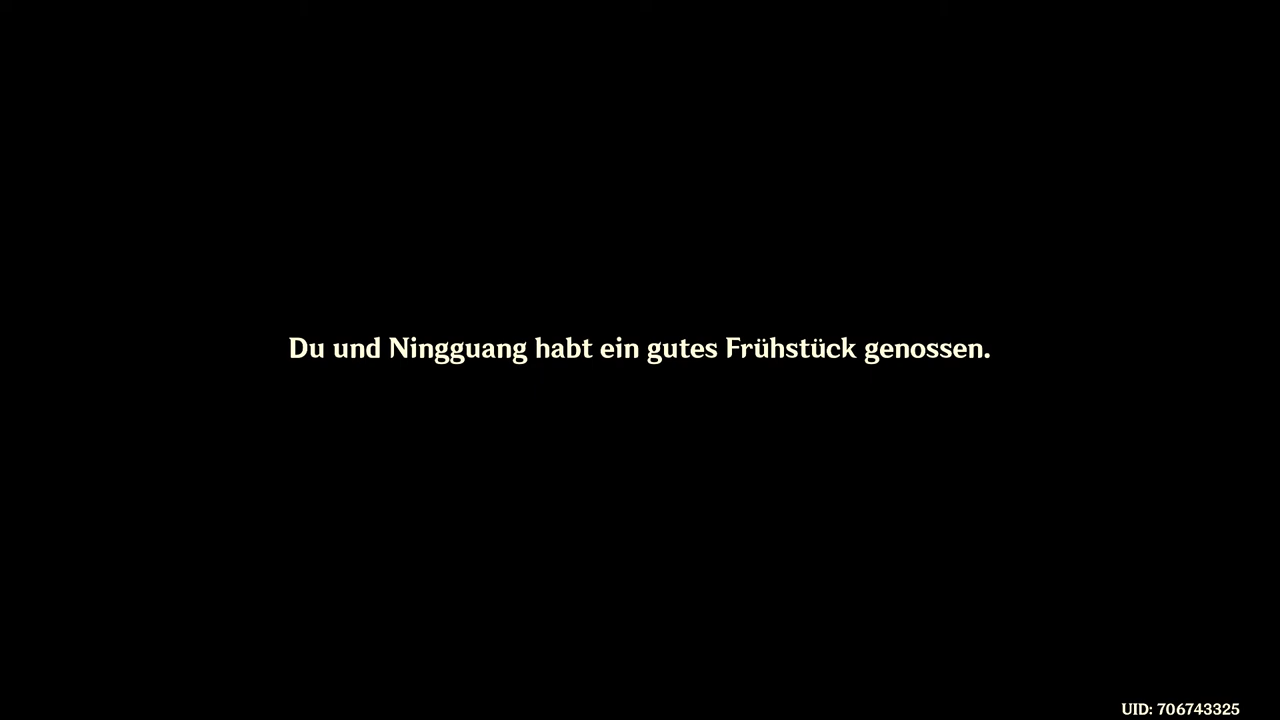 Du und Ningguang habt ein gutes Frühstück genossen.
UID: 706743325